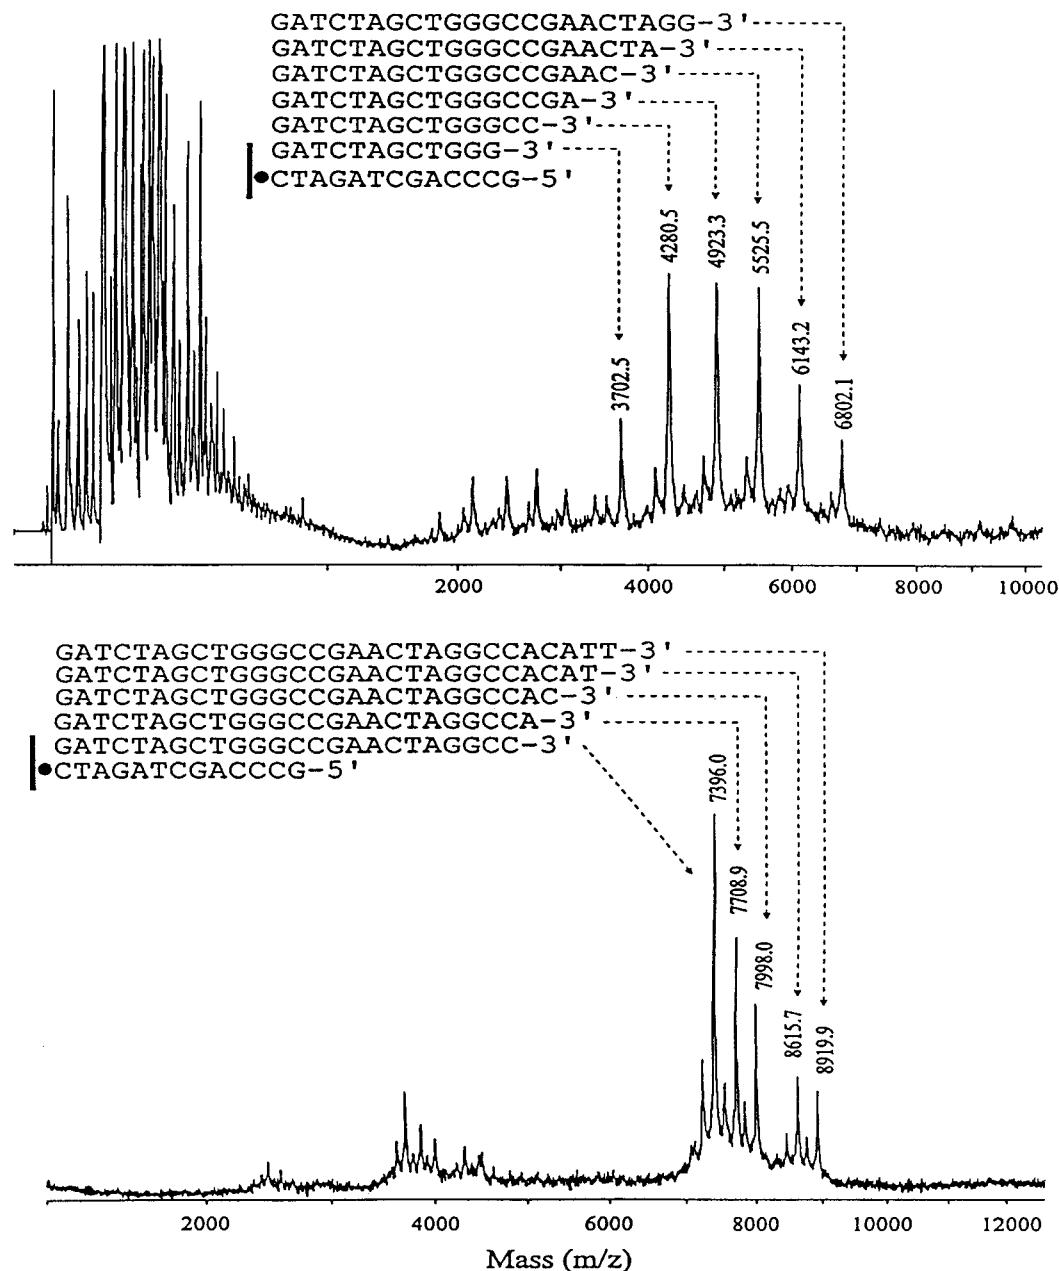 GATCTAGCTGGGCCGAACTAGG-3'
GATCTAGCTGGGCCGAACTA-3'
GATCTAGCTGGGCCGAAC-3'
GATCTAGCTGGGCCGA-3'
GATCTAGCTGGGCC-3'
GATCTAGCTGGG-3'
CTAGATCGACCCG-5'
3702.5
4280.5
4923.3
5525.5
6143.2
6802.1
2000 4000 6000 8000 10000
GATCTAGCTGGGCCGAACTAGGCCACATT-3'
GATCTAGCTGGGCCGAACTAGGCCACAT-3'
GATCTAGCTGGGCCGAACTAGGCCAC-3'
GATCTAGCTGGGCCGAACTAGGCCA-3'
GATCTAGCTGGGCCGAACTAGGCC-3'
CTAGATCGACCCG-5'
7396.0
7708.9
7998.0
8615.7
8919.9
2000 4000 6000 8000 10000 12000
Mass (m/z)